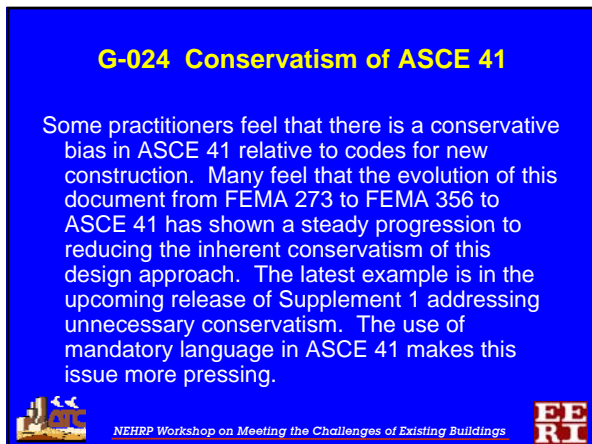 G-024 Conservatism of ASCE 41
Some practitioners feel that there is a conservative
bias in ASCE 41 relative to codes for new
construction. Many feel that the evolution of this
document from FEMA 273 to FEMA 356 to
ASCE 41 has shown a steady progression to
reducing the inherent conservatism of this
design approach. The latest example is in the
upcoming release of Supplement 1 addressing
unnecessary conservatism. The use of
mandatory language in ASCE 41 makes this
issue more pressing.
ATC
NEHRP Workshop on Meeting the Challenges of Existing Buildings
EE
RI